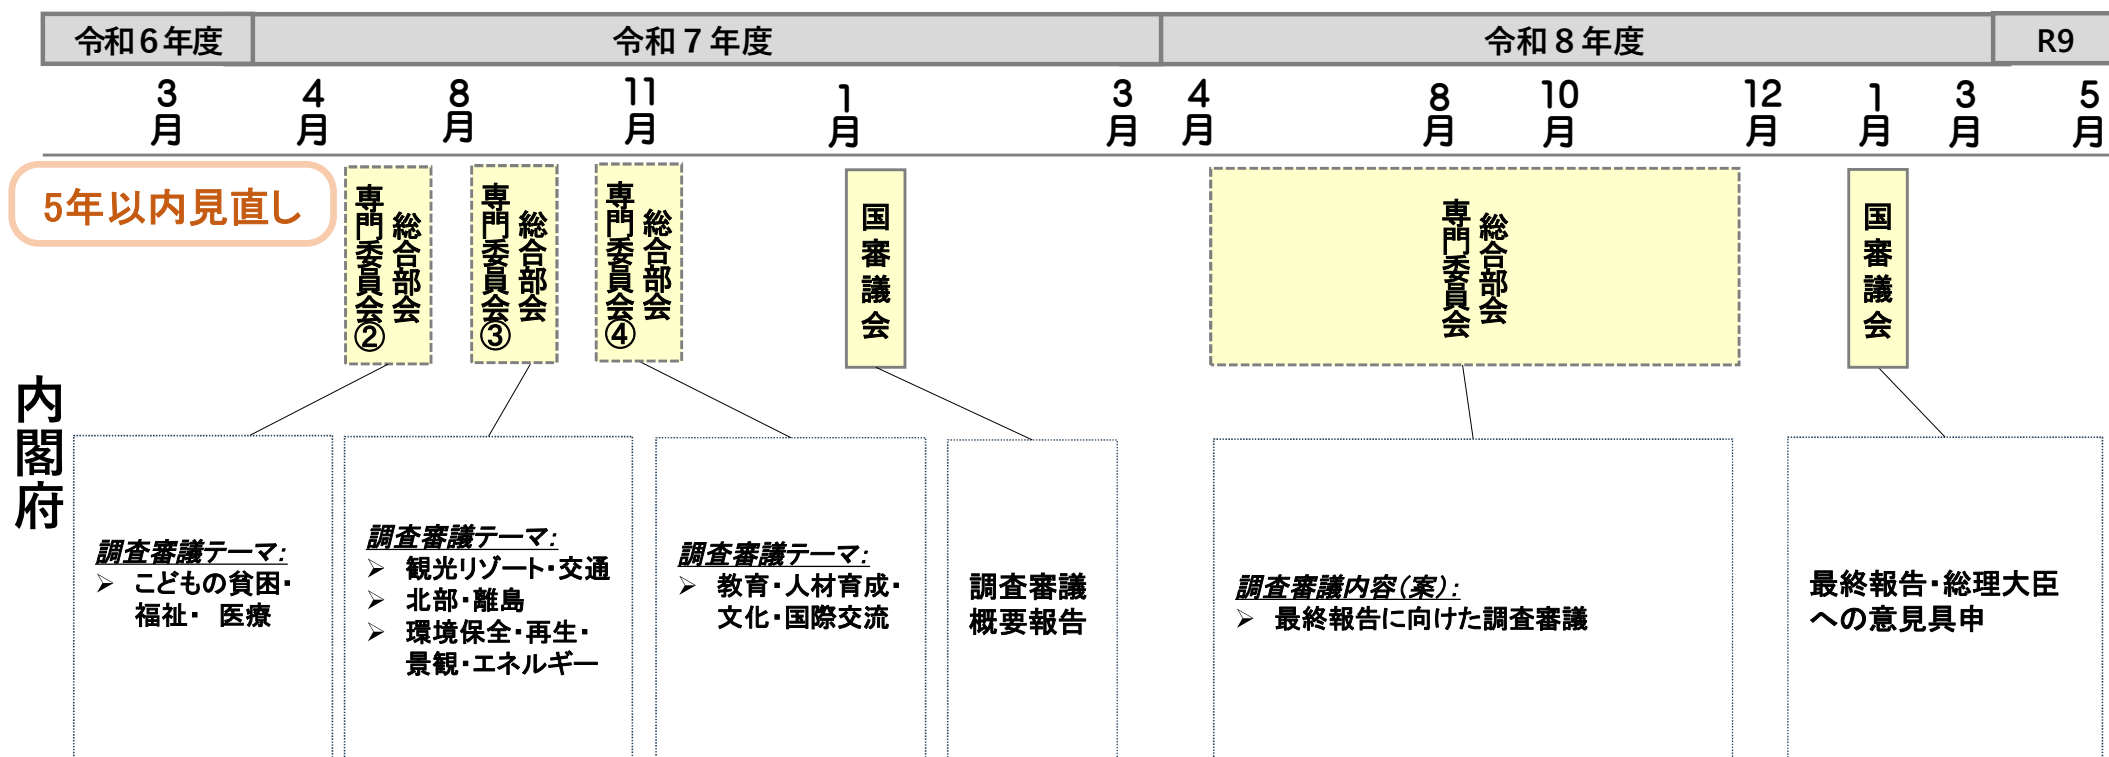 令和６年度
令和７年度
令和８年度
R9
3月
4月
8月
11月
1月
3月
4月
8月
10月
12月
1月
3月
5月
5年以内見直し
総合部会
専門委員会②
総合部会
専門委員会③
総合部会
専門委員会④
国審議会
総合部会
専門委員会
国審議会
内閣府
調査審議テーマ：
➢ こどもの貧困・
福祉・ 医療
調査審議テーマ：
➢ 観光リゾート・交通
➢ 北部・離島
➢ 環境保全・再生・
景観・エネルギー
調査審議テーマ：
➢ 教育・人材育成・
文化・国際交流
調査審議
概要報告
調査審議内容（案）：
➢ 最終報告に向けた調査審議
最終報告・総理大臣
への意見具申